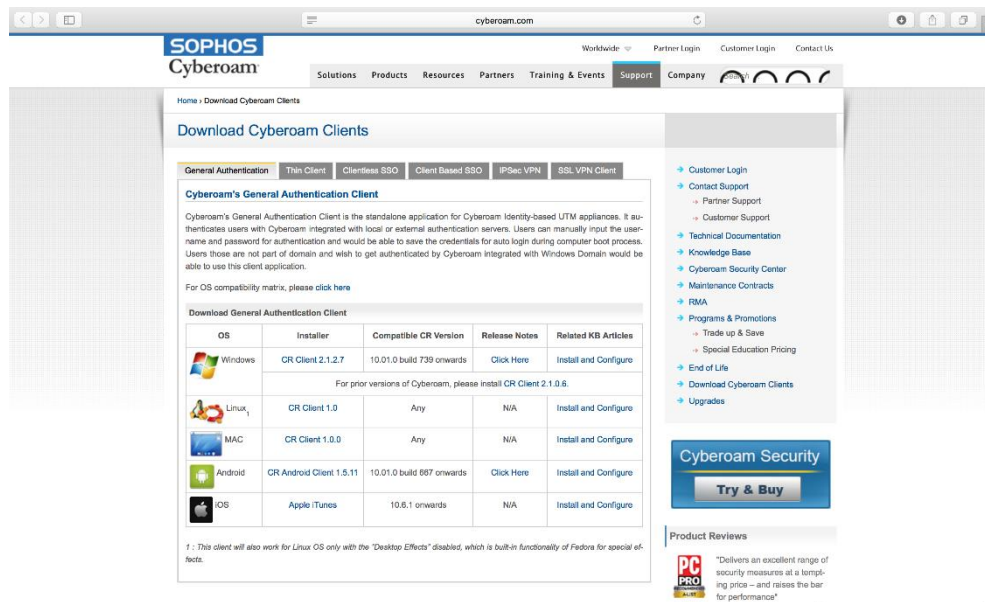 cyberoam.com
SOPHOS
Cyberoam
Worldwide Partner Login Customer Login Contact Us
Solutions Products Resources Partners Training & Events Support Company
Home › Download Cyberoam Clients
Download Cyberoam Clients
General Authentication Thin Client Clientless SSO Client Based SSO IPSec VPN SSL VPN Client
Cyberoam's General Authentication Client
Cyberoam's General Authentication Client is the standalone application for Cyberoam Identity-based UTM appliances. It au-
thenticates users with Cyberoam integrated with local or external authentication servers. Users can manually input the user-
name and password for authentication and would be able to save the credentials for auto login during computer boot process.
Users those are not part of domain and wish to get authenticated by Cyberoam integrated with Windows Domain would be
able to use this client application.
For OS compatibility matrix, please click here
Download General Authentication Client
OS Installer Compatible CR Version Release Notes Related KB Articles
Windows CR Client 2.1.2.7 10.01.0 build 739 onwards Click Here Install and Configure
For prior versions of Cyberoam, please install CR Client 2.1.0.6.
Linux 1 CR Client 1.0 Any N/A Install and Configure
MAC CR Client 1.0.0 Any N/A Install and Configure
Android CR Android Client 1.5.11 10.01.0 build 667 onwards Click Here Install and Configure
iOS Apple iTunes 10.6.1 onwards N/A Install and Configure
1 : This client will also work for Linux OS only with the "Desktop Effects" disabled, which is built-in functionality of Fedora for special ef-
fects.
Customer Login
Contact Support
Partner Support
Customer Support
Technical Documentation
Knowledge Base
Cyberoam Security Center
Maintenance Contracts
RMA
Programs & Promotions
Trade up & Save
Special Education Pricing
End of Life
Download Cyberoam Clients
Upgrades
Cyberoam Security
Try & Buy
Product Reviews
PC
PRO
"Delivers an excellent range of
security measures at a tempt-
ing price – and raises the bar
for performance"